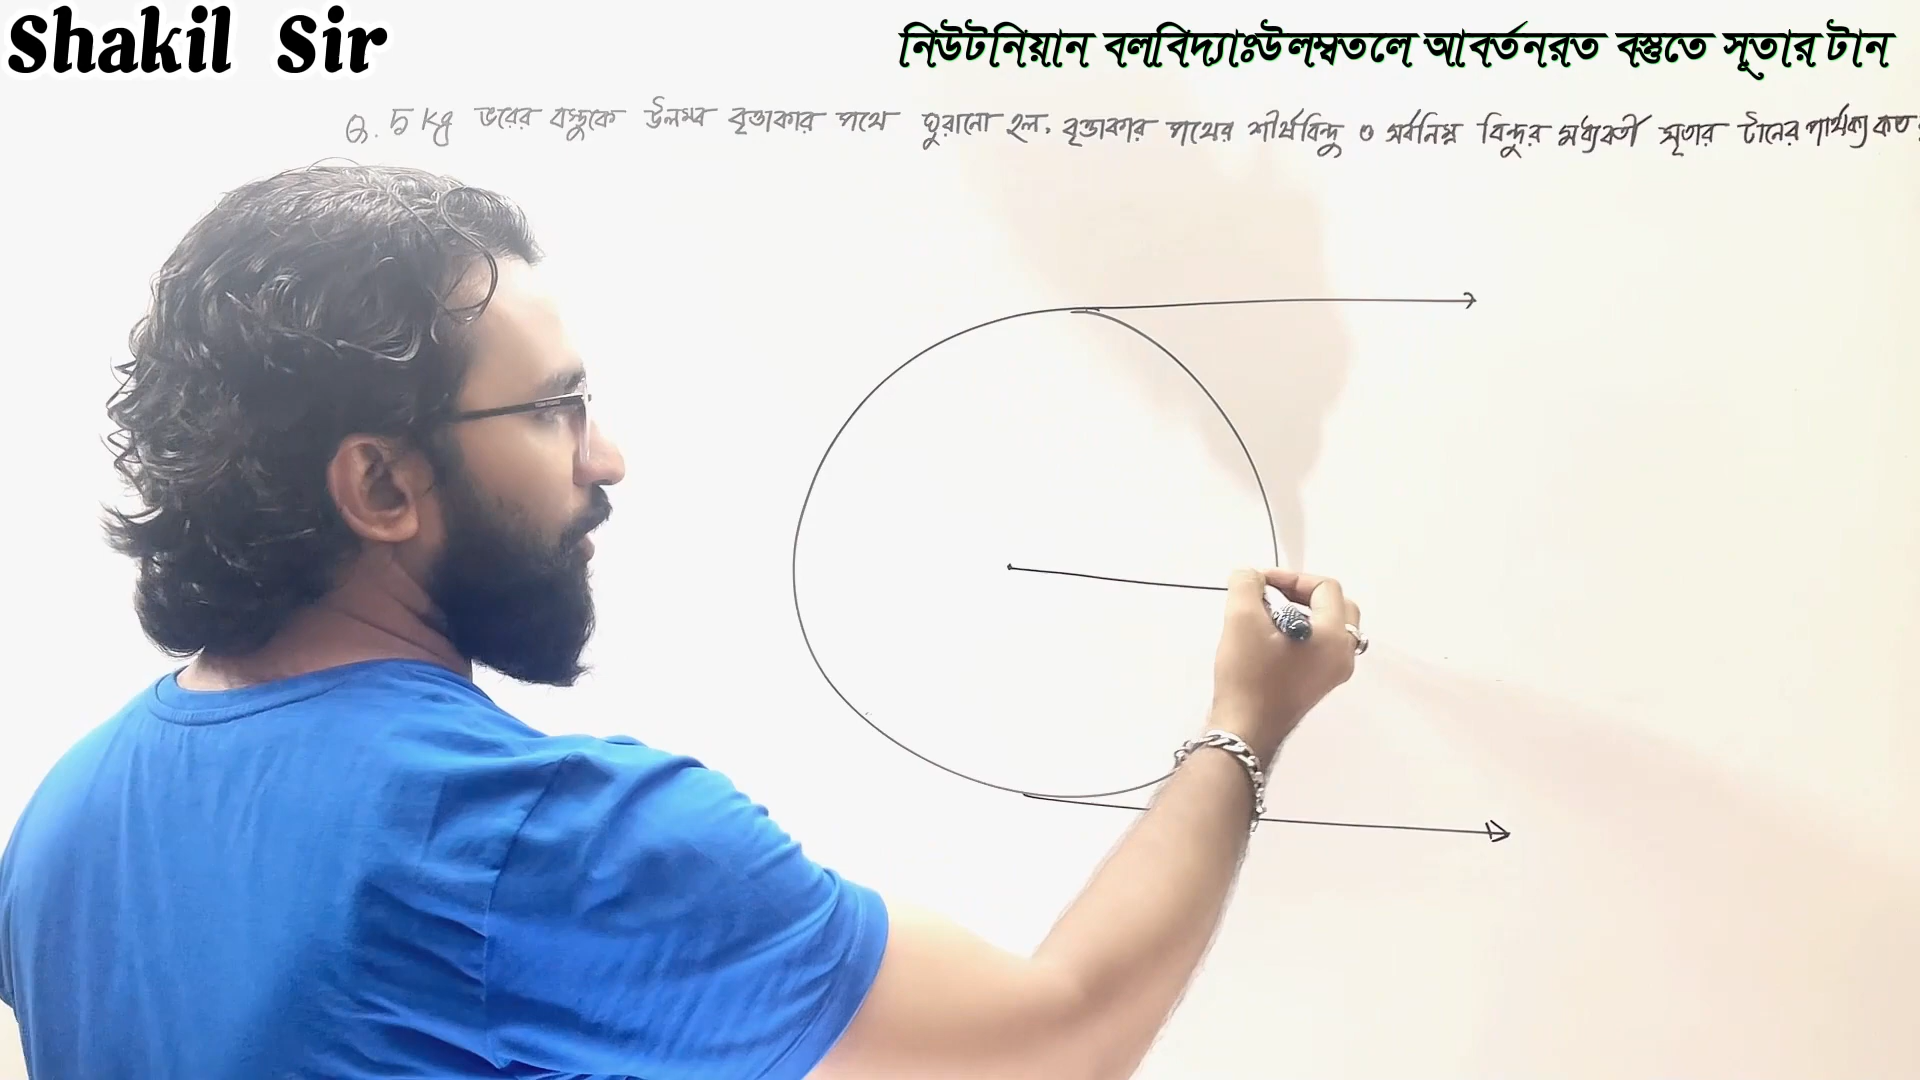 Shakil Sir
নিউটনিয়ান বলবিদ্যাঃউলম্বতলে আবর্তনরত বস্তুতে সূতার টান
Q. 5 kg ভরের বস্তুকে উলম্ব বৃত্তাকার পথে ঘুরানো হল. বৃত্তাকার পথের শীর্ষবিন্দু ও সর্বনিম্ন বিন্দুর মধ্যবর্তী সূতার টানের পার্থক্য কত?